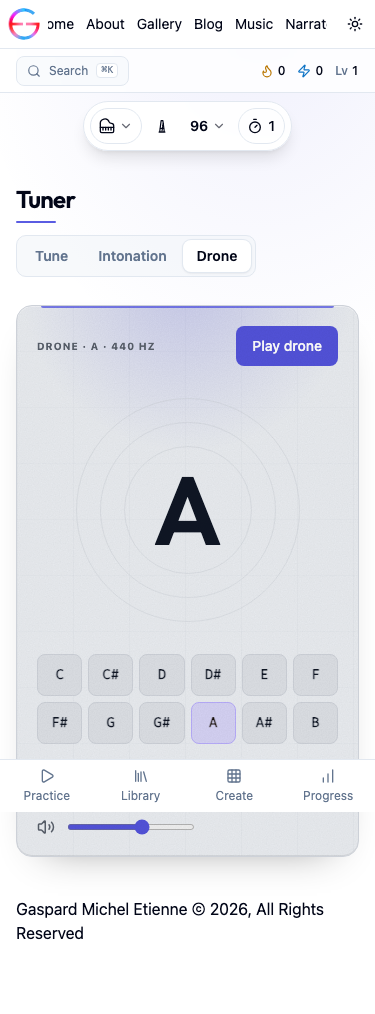 ome About Gallery Blog Music Narrat
Search ⌘K 0 0 Lv 1
96 1
Tuner
Tune Intonation Drone
DRONE · A · 440 HZ Play drone
A
C C# D D# E F
F# G G# A A# B
Practice Library Create Progress
Gaspard Michel Etienne © 2026, All Rights
Reserved